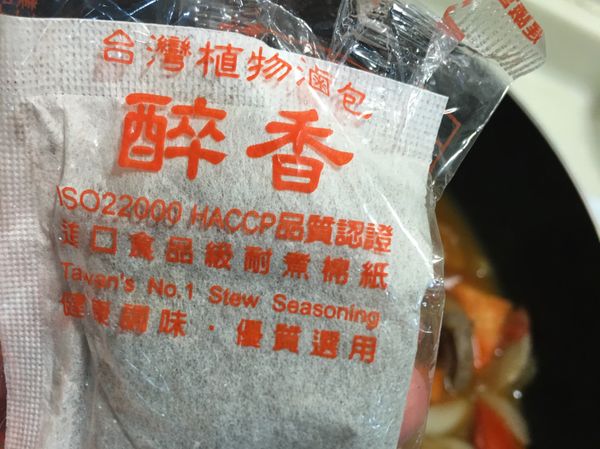 台灣植物滷包
醉香
ISO22000 HACCP品質認證
進口食品級耐煮棉紙
Taiwan's No.1 Stew Seasoning
健康調味·優質選用